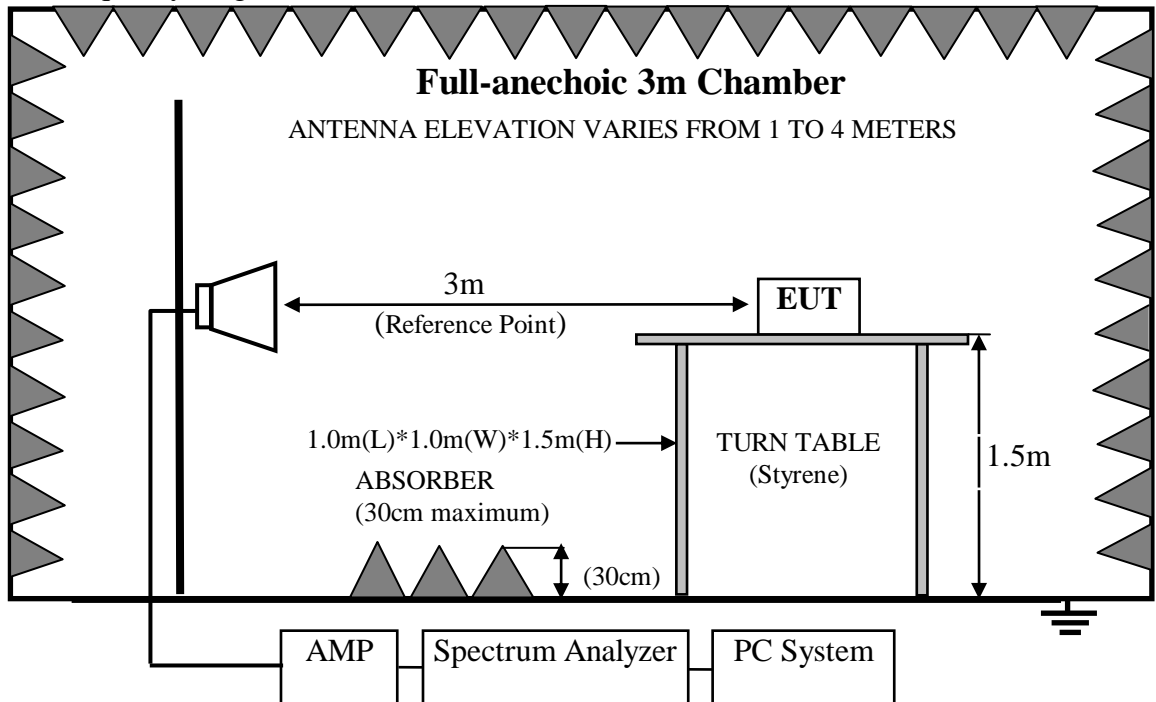 Full-anechoic 3m Chamber
ANTENNA ELEVATION VARIES FROM 1 TO 4 METERS
3m
(Reference Point)
EUT
1.0m(L)*1.0m(W)*1.5m(H)
TURN TABLE
(Styrene)
1.5m
ABSORBER
(30cm maximum)
(30cm)
AMP
Spectrum Analyzer
PC System